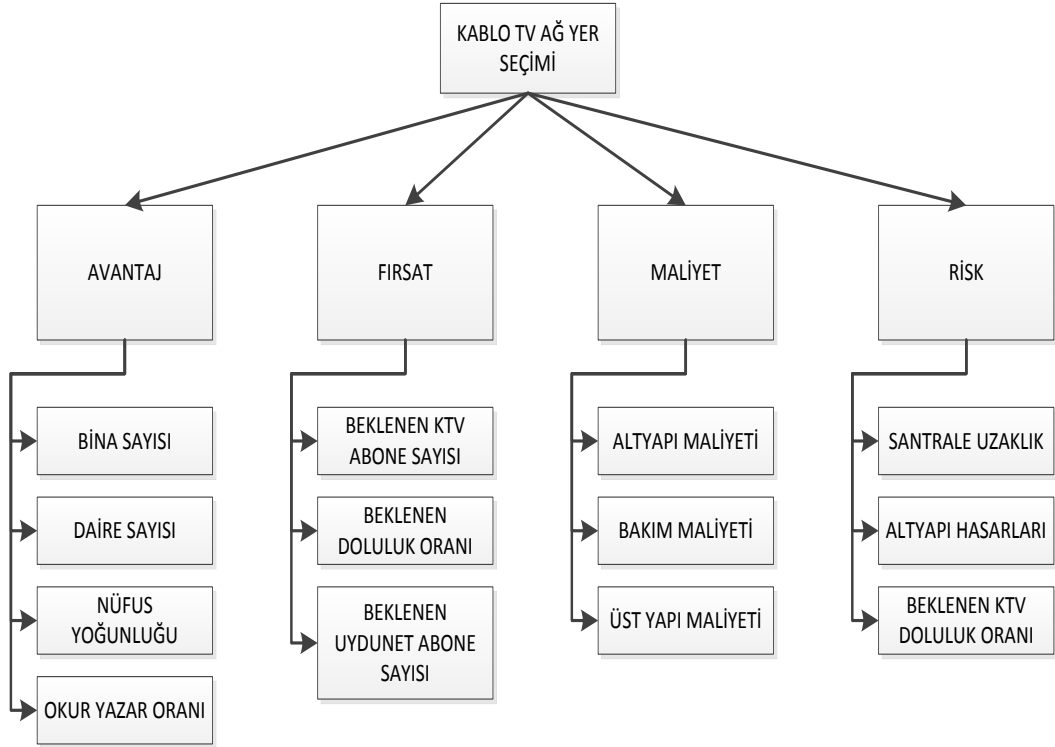 KABLO TV AĞ YER
SEÇİMİ
AVANTAJ
FIRSAT
MALİYET
RİSK
BİNA SAYISI
DAİRE SAYISI
NÜFUS
YOĞUNLUĞU
OKUR YAZAR ORANI
BEKLENEN KTV
ABONE SAYISI
BEKLENEN
DOLULUK ORANI
BEKLENEN
UYDUNET ABONE
SAYISI
ALTYAPI MALİYETİ
BAKIM MALİYETİ
ÜST YAPI MALİYETİ
SANTRALE UZAKLIK
ALTYAPI HASARLARI
BEKLENEN KTV
DOLULUK ORANI